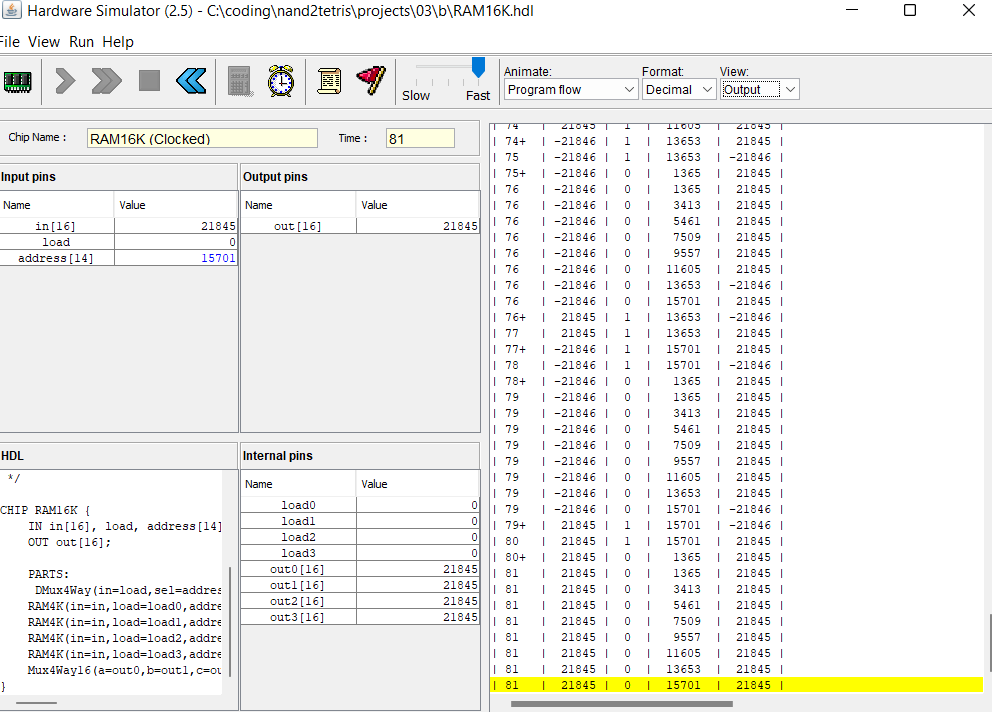 Hardware Simulator (2.5) - C:\coding\nand2tetris\projects\03\b\RAM16K.hdl
File View Run Help
Slow Fast
Animate: Format: View:
Program flow Decimal Output
Chip Name : RAM16K (Clocked) Time : 81
Input pins
Name Value
in[16] 21845
load 0
address[14] 15701
Output pins
Name Value
out[16] 21845
HDL
*/
CHIP RAM16K {
IN in[16], load, address[14]
OUT out[16];
PARTS:
DMux4Way(in=load,sel=addres
RAM4K(in=in,load=load0,addre
RAM4K(in=in,load=load1,addre
RAM4K(in=in,load=load2,addre
RAM4K(in=in,load=load3,addre
Mux4Way16(a=out0,b=out1,c=ou
}
Internal pins
Name Value
load0 0
load1 0
load2 0
load3 0
out0[16] 21845
out1[16] 21845
out2[16] 21845
out3[16] 21845
| 74 | 21845 | 1 | 11605 | 21845 |
| 74+ | -21846 | 1 | 13653 | 21845 |
| 75 | -21846 | 1 | 13653 | -21846 |
| 75+ | -21846 | 0 | 1365 | 21845 |
| 76 | -21846 | 0 | 1365 | 21845 |
| 76 | -21846 | 0 | 3413 | 21845 |
| 76 | -21846 | 0 | 5461 | 21845 |
| 76 | -21846 | 0 | 7509 | 21845 |
| 76 | -21846 | 0 | 9557 | 21845 |
| 76 | -21846 | 0 | 11605 | 21845 |
| 76 | -21846 | 0 | 13653 | -21846 |
| 76 | -21846 | 0 | 15701 | 21845 |
| 76+ | 21845 | 1 | 13653 | -21846 |
| 77 | 21845 | 1 | 13653 | 21845 |
| 77+ | -21846 | 1 | 15701 | 21845 |
| 78 | -21846 | 1 | 15701 | -21846 |
| 78+ | -21846 | 0 | 1365 | 21845 |
| 79 | -21846 | 0 | 1365 | 21845 |
| 79 | -21846 | 0 | 3413 | 21845 |
| 79 | -21846 | 0 | 5461 | 21845 |
| 79 | -21846 | 0 | 7509 | 21845 |
| 79 | -21846 | 0 | 9557 | 21845 |
| 79 | -21846 | 0 | 11605 | 21845 |
| 79 | -21846 | 0 | 13653 | 21845 |
| 79 | -21846 | 0 | 15701 | -21846 |
| 79+ | 21845 | 1 | 15701 | -21846 |
| 80 | 21845 | 1 | 15701 | 21845 |
| 80+ | 21845 | 0 | 1365 | 21845 |
| 81 | 21845 | 0 | 1365 | 21845 |
| 81 | 21845 | 0 | 3413 | 21845 |
| 81 | 21845 | 0 | 5461 | 21845 |
| 81 | 21845 | 0 | 7509 | 21845 |
| 81 | 21845 | 0 | 9557 | 21845 |
| 81 | 21845 | 0 | 11605 | 21845 |
| 81 | 21845 | 0 | 13653 | 21845 |
| 81 | 21845 | 0 | 15701 | 21845 |